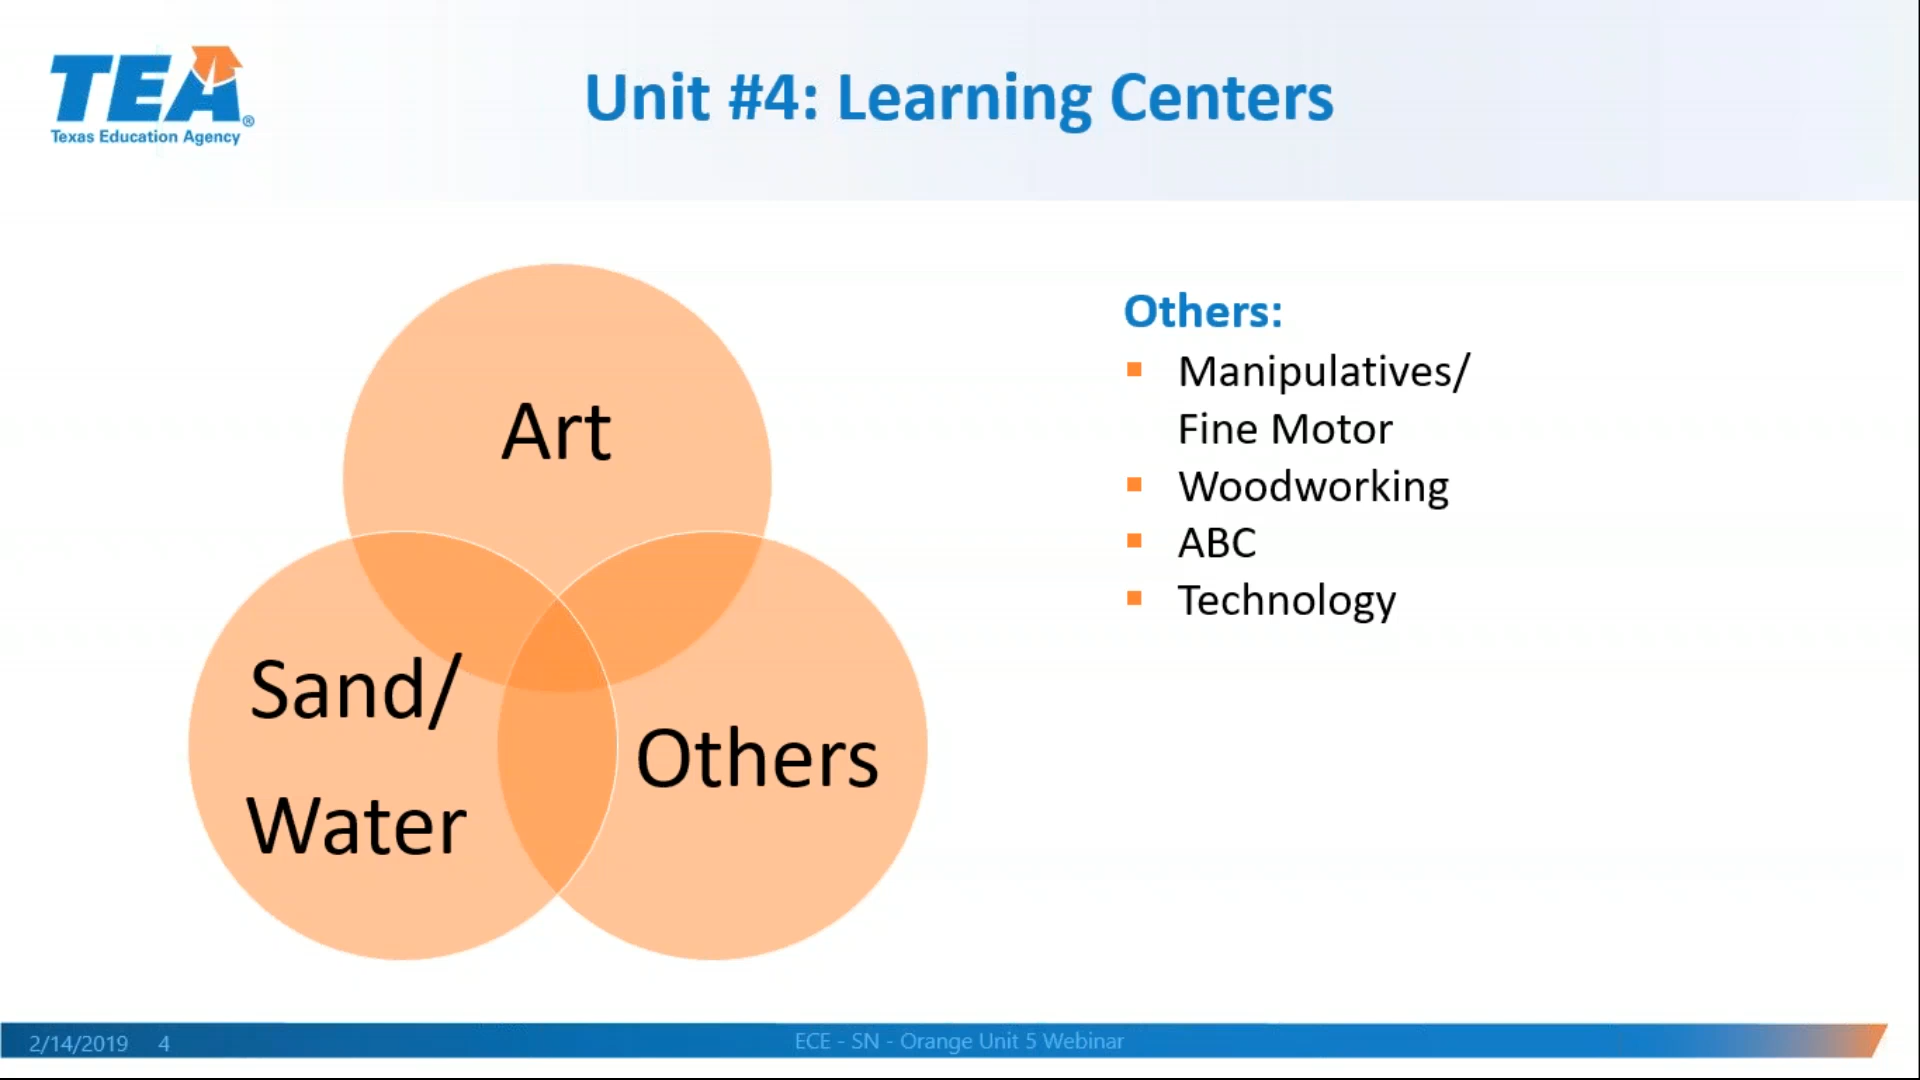 TEA®
Texas Education Agency
Unit #4: Learning Centers
Art
Sand/
Water
Others
Others:
Manipulatives/
Fine Motor
Woodworking
ABC
Technology
2/14/2019 4
ECE - SN - Orange Unit 5 Webinar